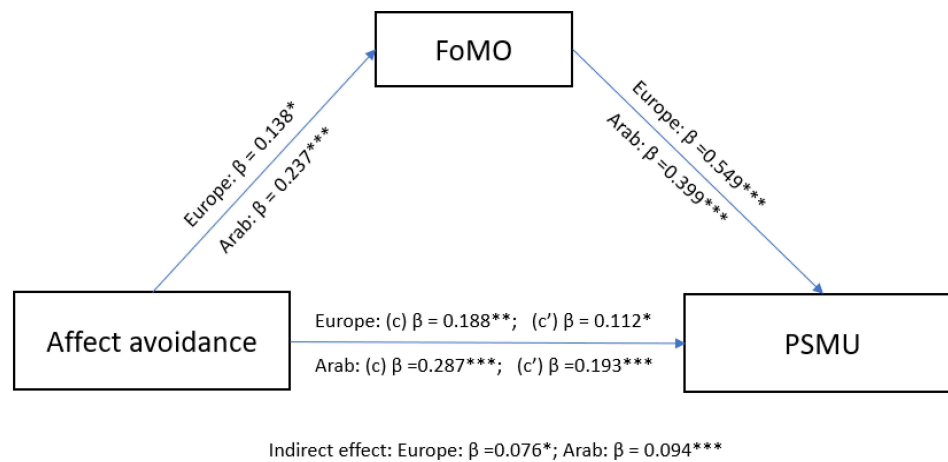 FoMO
Europe: β = 0.138*
Arab: β = 0.237***
Europe: β =0.549***
Arab: β =0.399***
Affect avoidance
Europe: (c) β = 0.188**; (c’) β = 0.112*
Arab: (c) β =0.287***; (c’) β =0.193***
PSMU
Indirect effect: Europe: β =0.076*; Arab: β = 0.094***